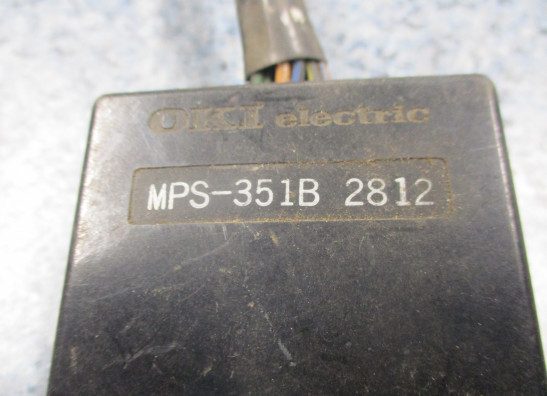 OKI electric
MPS-351B 2812